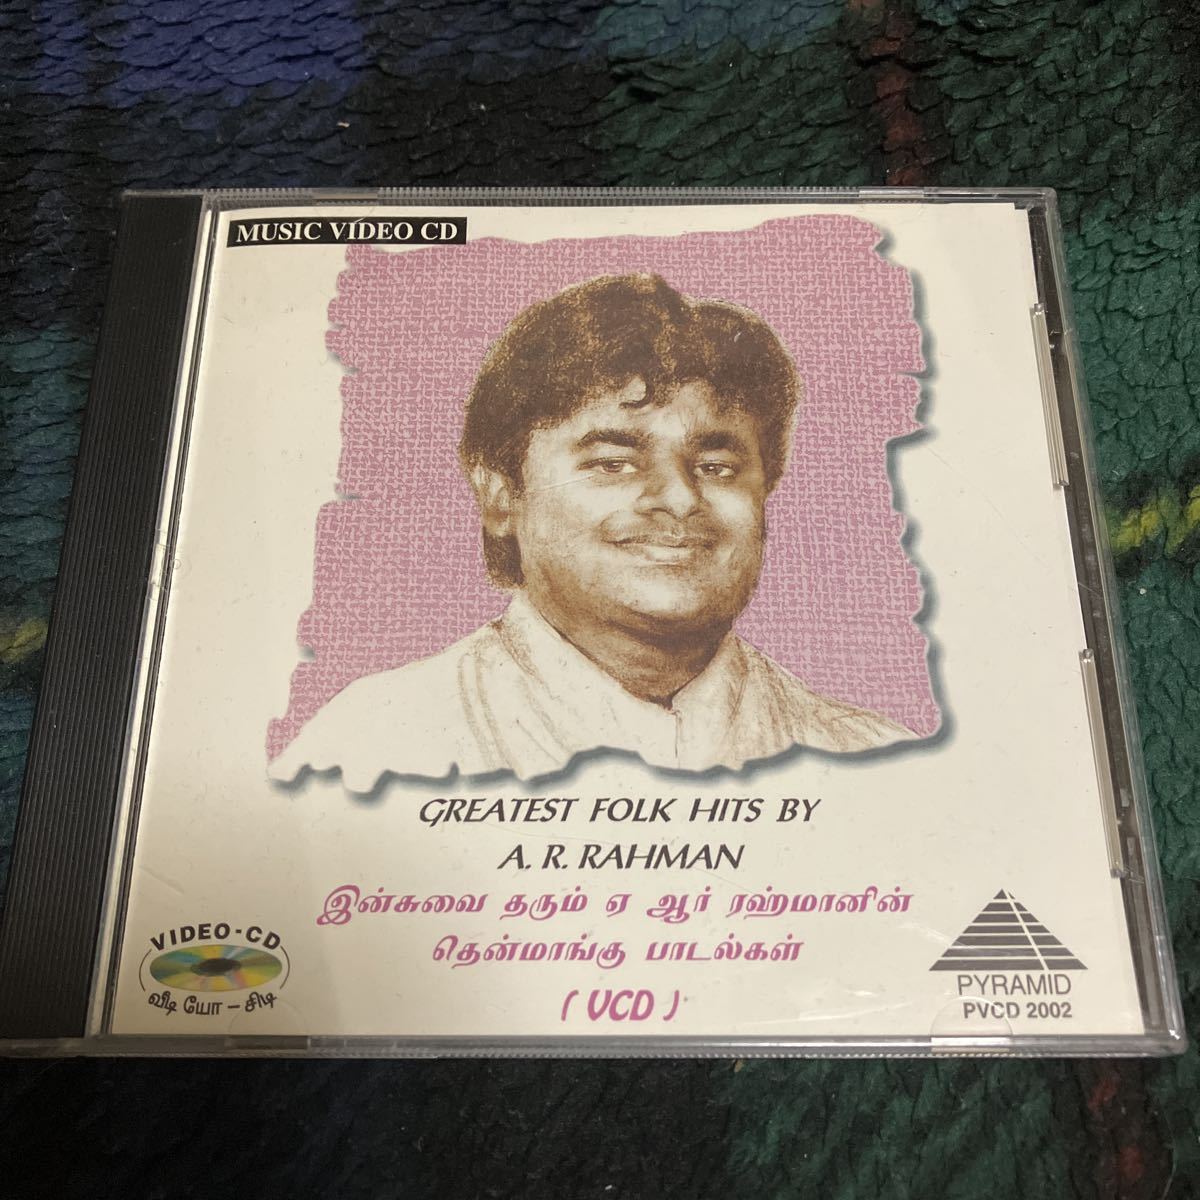 MUSIC VIDEO CD
GREATEST FOLK HITS BY
A. R. RAHMAN
இன்சுவை தரும் ஏ ஆர் ரஹ்மானின்
தென்மாங்கு பாடல்கள்
( VCD )
VIDEO-CD
வீடி யோ - சிடி
PYRAMID
PVCD 2002